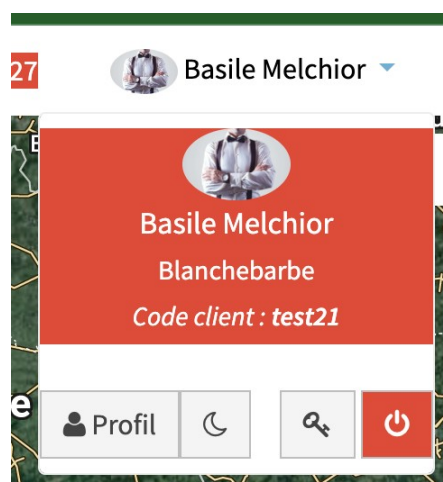 27
Basile Melchior
Basile Melchior
Blanchebarbe
Code client : test21
e
Profil